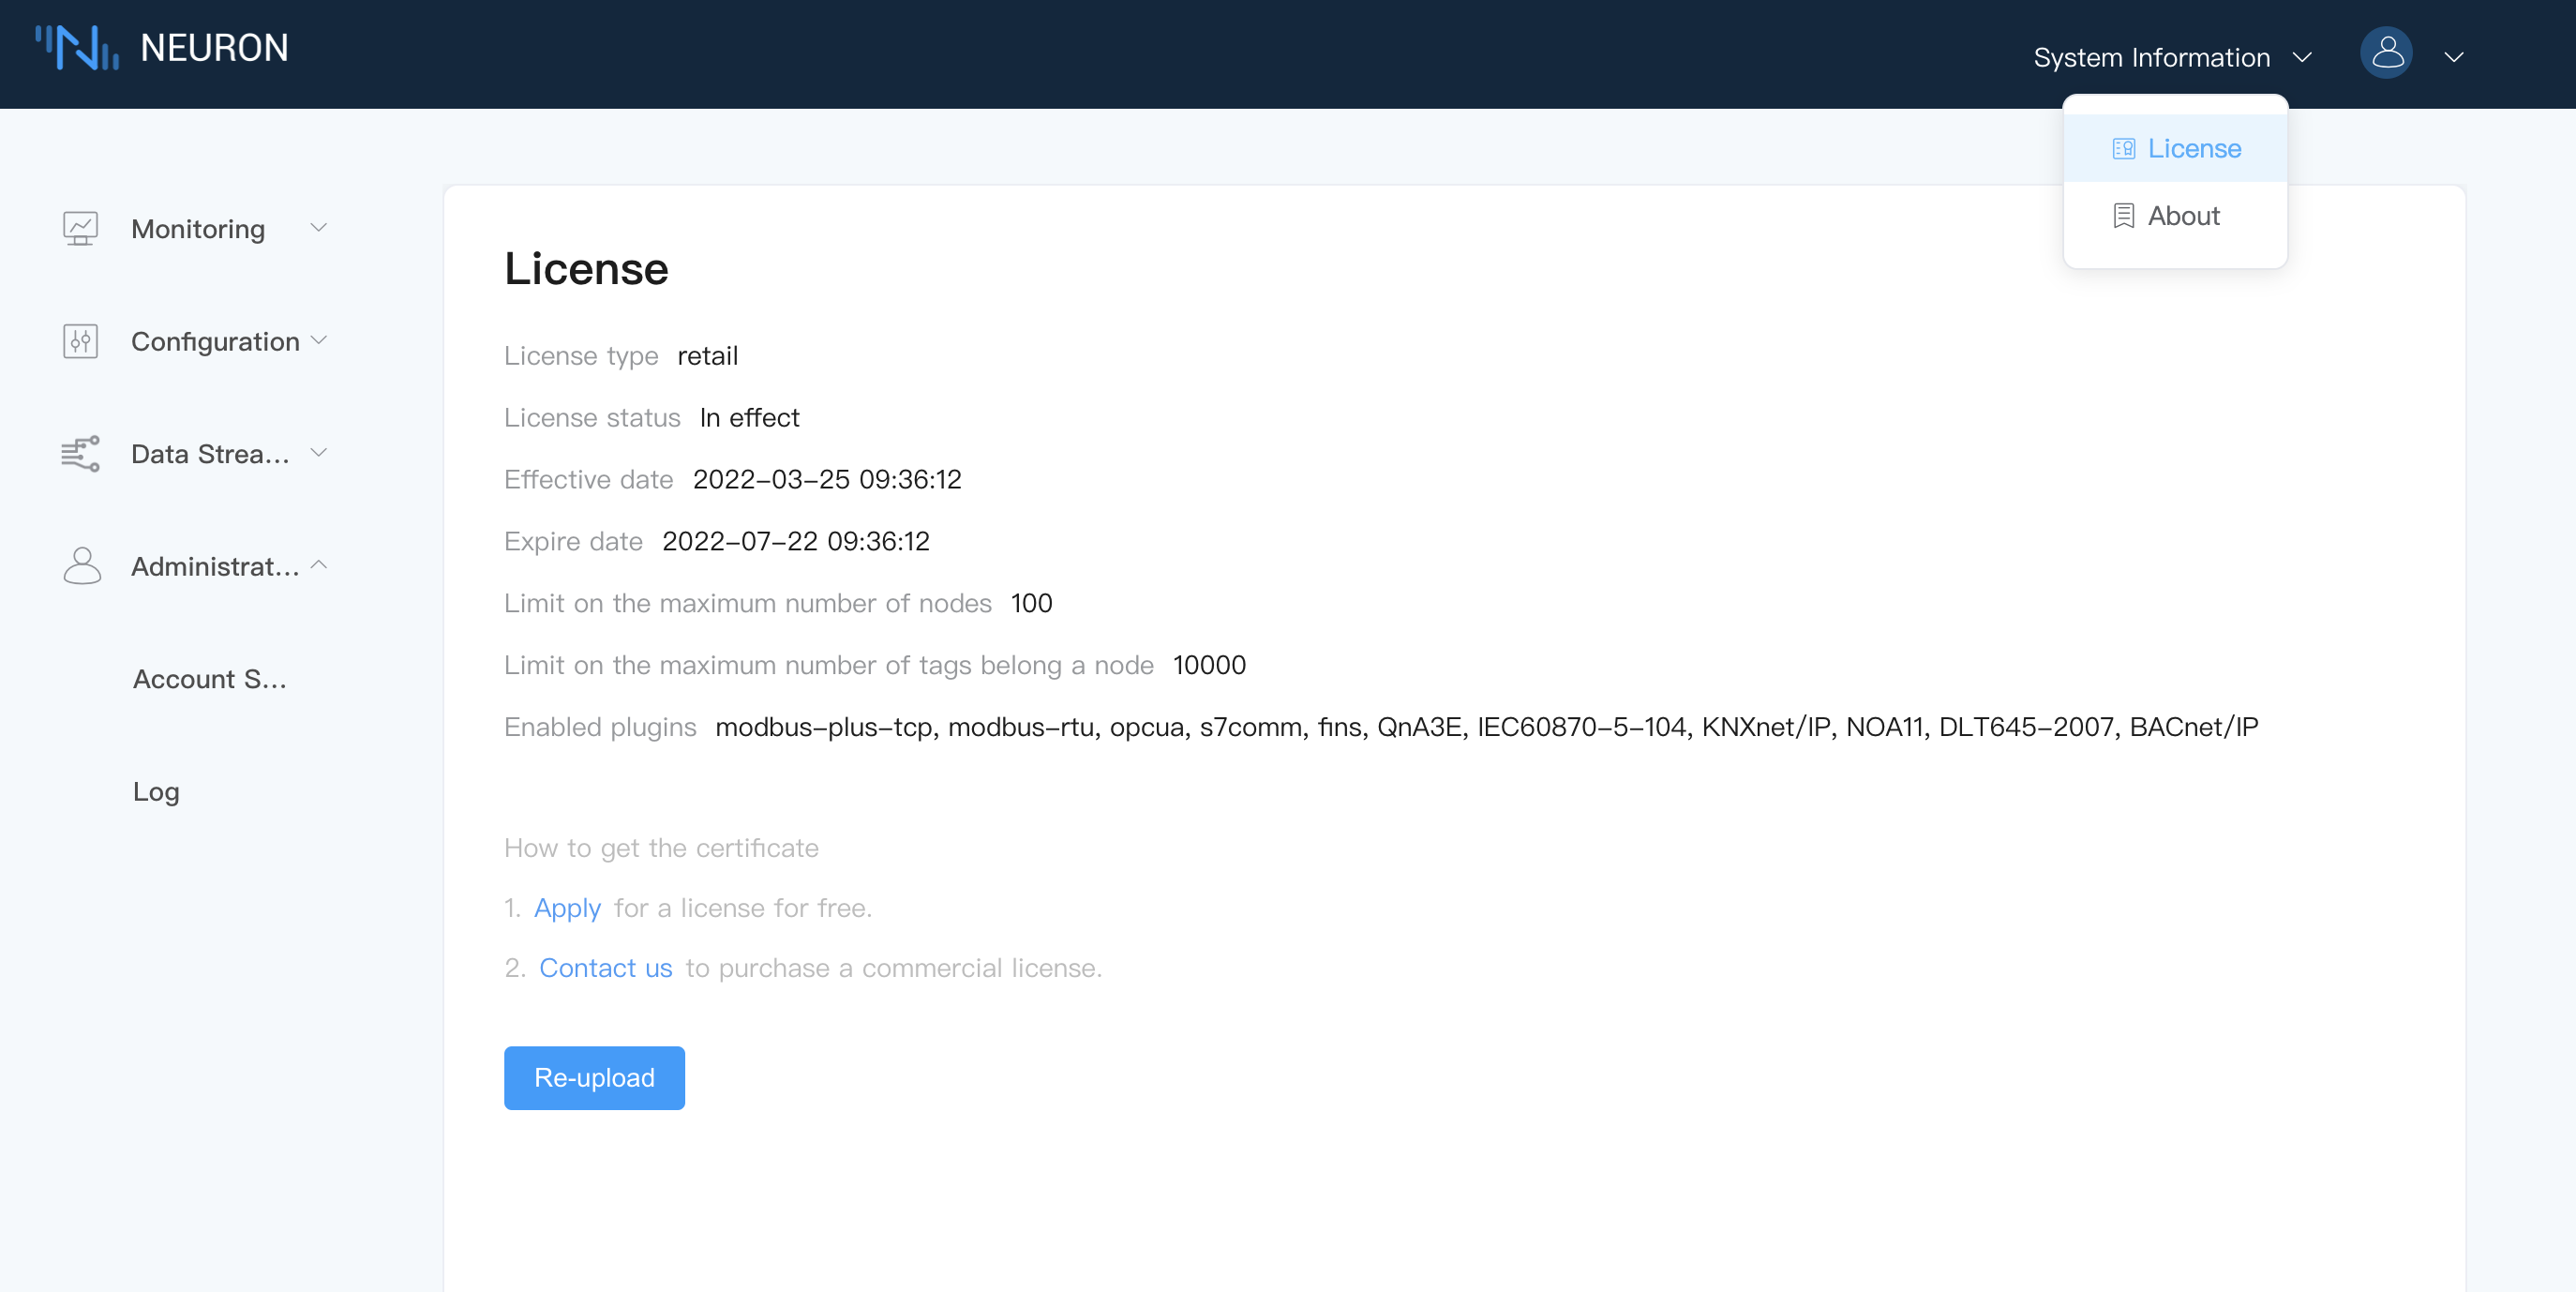 NEURON
System Information
License
About
Monitoring
Configuration
Data Strea...
Administrat...
Account S...
Log
License
License type retail
License status In effect
Effective date 2022-03-25 09:36:12
Expire date 2022-07-22 09:36:12
Limit on the maximum number of nodes 100
Limit on the maximum number of tags belong a node 10000
Enabled plugins modbus-plus-tcp, modbus-rtu, opcua, s7comm, fins, QnA3E, IEC60870-5-104, KNXnet/IP, NOA11, DLT645-2007, BACnet/IP
How to get the certificate
1. Apply for a license for free.
2. Contact us to purchase a commercial license.
Re-upload